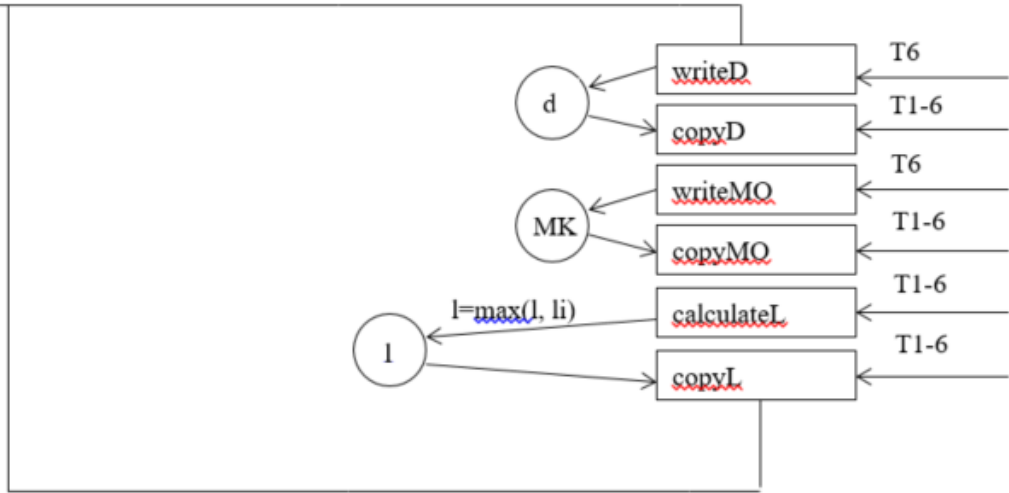 T6
writeD
d
T1-6
copyD
T6
writeMO
T1-6
MK
copyMO
T1-6
l=max(l, li)
calculateL
T1-6
l
copyL